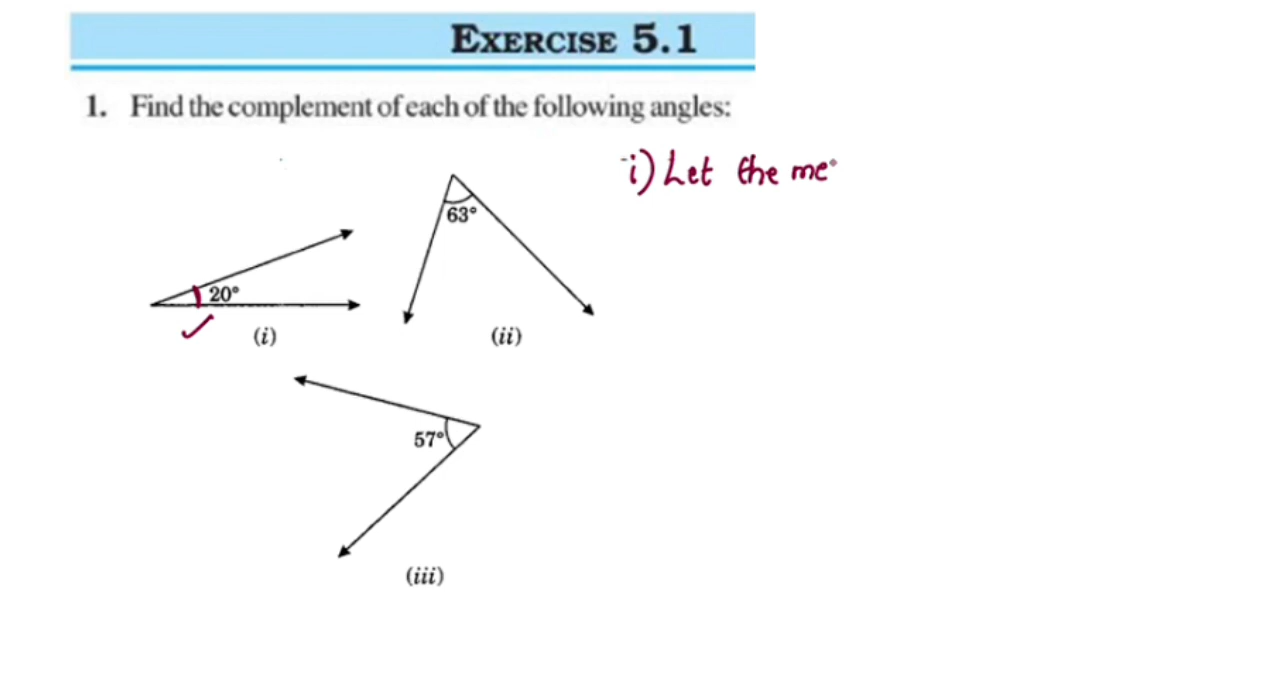 EXERCISE 5.1
1. Find the complement of each of the following angles:
i) Let the me
63°
20°
(i)
(ii)
57°
(iii)